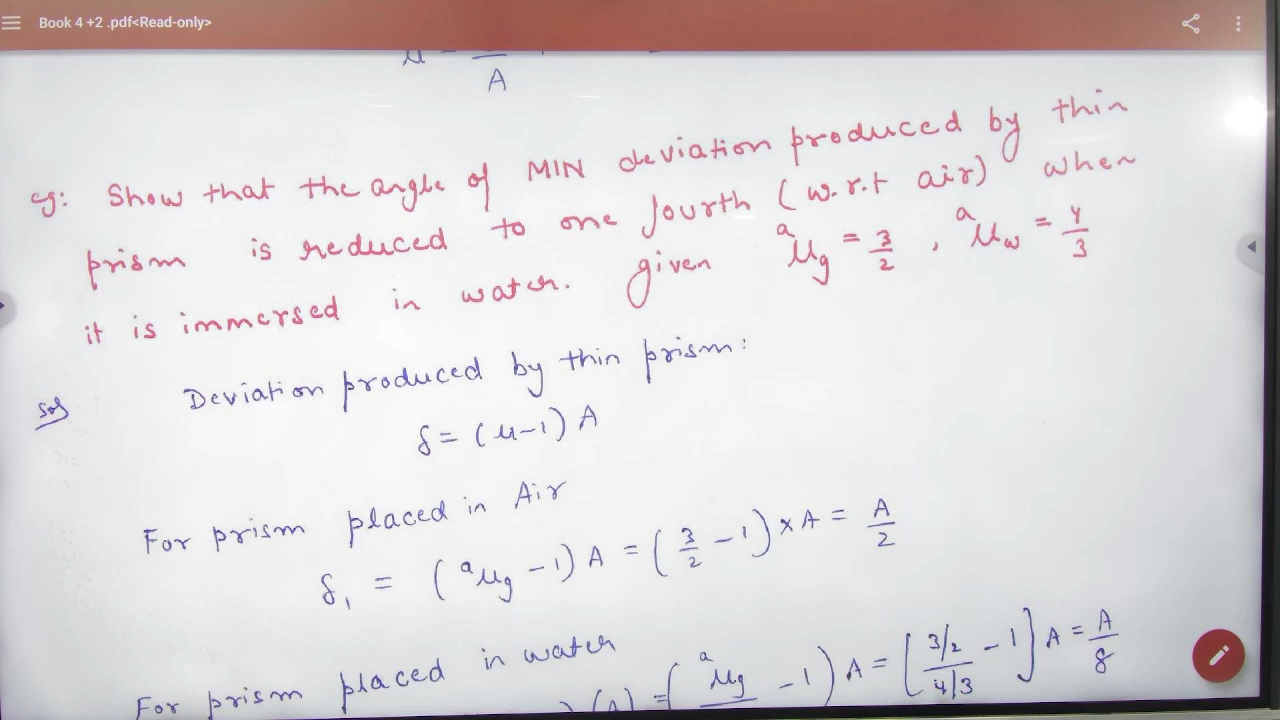 Book 4 +2 .pdf<Read-only>
A
eg: Show that the angle of MIN deviation produced by thin
prism is reduced to one fourth (w.r.t air) when
it is immersed in water. given ᵃμg = 3/2 , ᵃμw = 4/3
Sol Deviation produced by thin prism:
δ = (μ-1) A
For prism placed in Air
δ₁ = (ᵃμg - 1) A = (3/2 - 1) × A = A/2
For prism placed in water
(ᵃμg - 1) A = [3/2 / 4/3 - 1] A = A/8